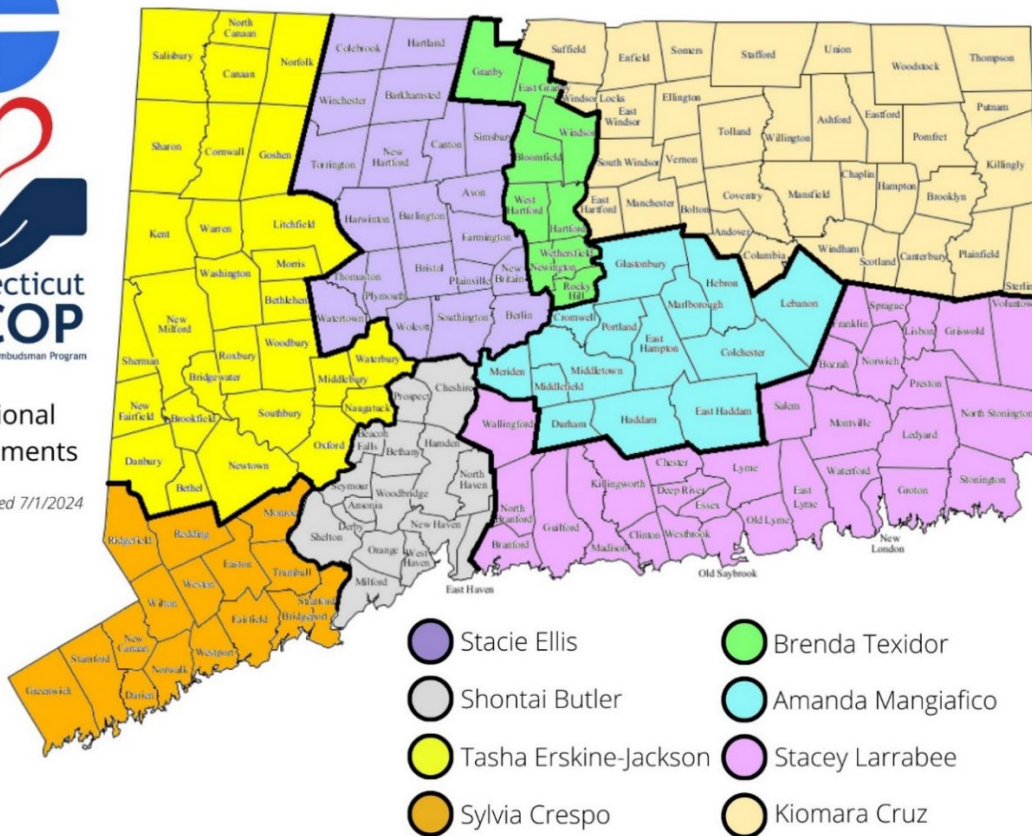 ecticut
COP
mbudsman Program
ional
ments
ed 7/1/2024
North
Canaan
Salisbury
Canaan
Norfolk
Colebrook
Hartland
Granby
East Granby
Suffield
Enfield
Somers
Stafford
Union
Woodstock
Thompson
Winchester
Barkhamsted
Windsor Locks
East
Windsor
Ellington
Windsor
Tolland
Willington
Ashford
Eastford
Pomfret
Putnam
Killingly
Sharon
Cornwall
Goshen
Torrington
New
Hartford
Canton
Simsbury
Bloomfield
South Windsor
Vernon
Coventry
Mansfield
Chaplin
Hampton
Brooklyn
Kent
Warren
Litchfield
Harwinton
Burlington
Avon
Farmington
West
Hartford
Hartford
East
Hartford
Manchester
Bolton
Andover
Columbia
Windham
Scotland
Canterbury
Plainfield
Sterlin
Washington
Morris
Bethlehem
Thomaston
Plymouth
Bristol
Plainville
New
Britain
Newington
Wethersfield
Rocky
Hill
Glastonbury
Marlborough
Hebron
Lebanon
New
Milford
Watertown
Wolcott
Southington
Berlin
Cromwell
Portland
East
Hampton
Colchester
Franklin
Sprague
Lisbon
Griswold
Voluntow
Sherman
Roxbury
Woodbury
Bridgewater
Middlebury
Waterbury
Meriden
Middlefield
Middletown
Bozrah
Norwich
Preston
North Stonington
New
Fairfield
Brookfield
Southbury
Naugatuck
Prospect
Cheshire
Wallingford
Durham
Haddam
East Haddam
Salem
Montville
Ledyard
Danbury
Bethel
Newtown
Oxford
Beacon
Falls
Bethany
Hamden
North
Haven
Seymour
Woodbridge
Ansonia
Derby
Shelton
Orange
New Haven
West
Haven
Milford
East Haven
North
Branford
Branford
Guilford
Killingworth
Madison
Clinton
Westbrook
Chester
Deep River
Essex
Old Saybrook
Lyme
Old Lyme
East
Lyme
Waterford
New
London
Groton
Stonington
Ridgefield
Redding
Monroe
Easton
Trumbull
Weston
Wilton
Fairfield
Bridgeport
Stratford
New
Canaan
Westport
Norwalk
Darien
Stamford
Greenwich
Stacie Ellis
Shontai Butler
Tasha Erskine-Jackson
Sylvia Crespo
Brenda Texidor
Amanda Mangiafico
Stacey Larrabee
Kiomara Cruz